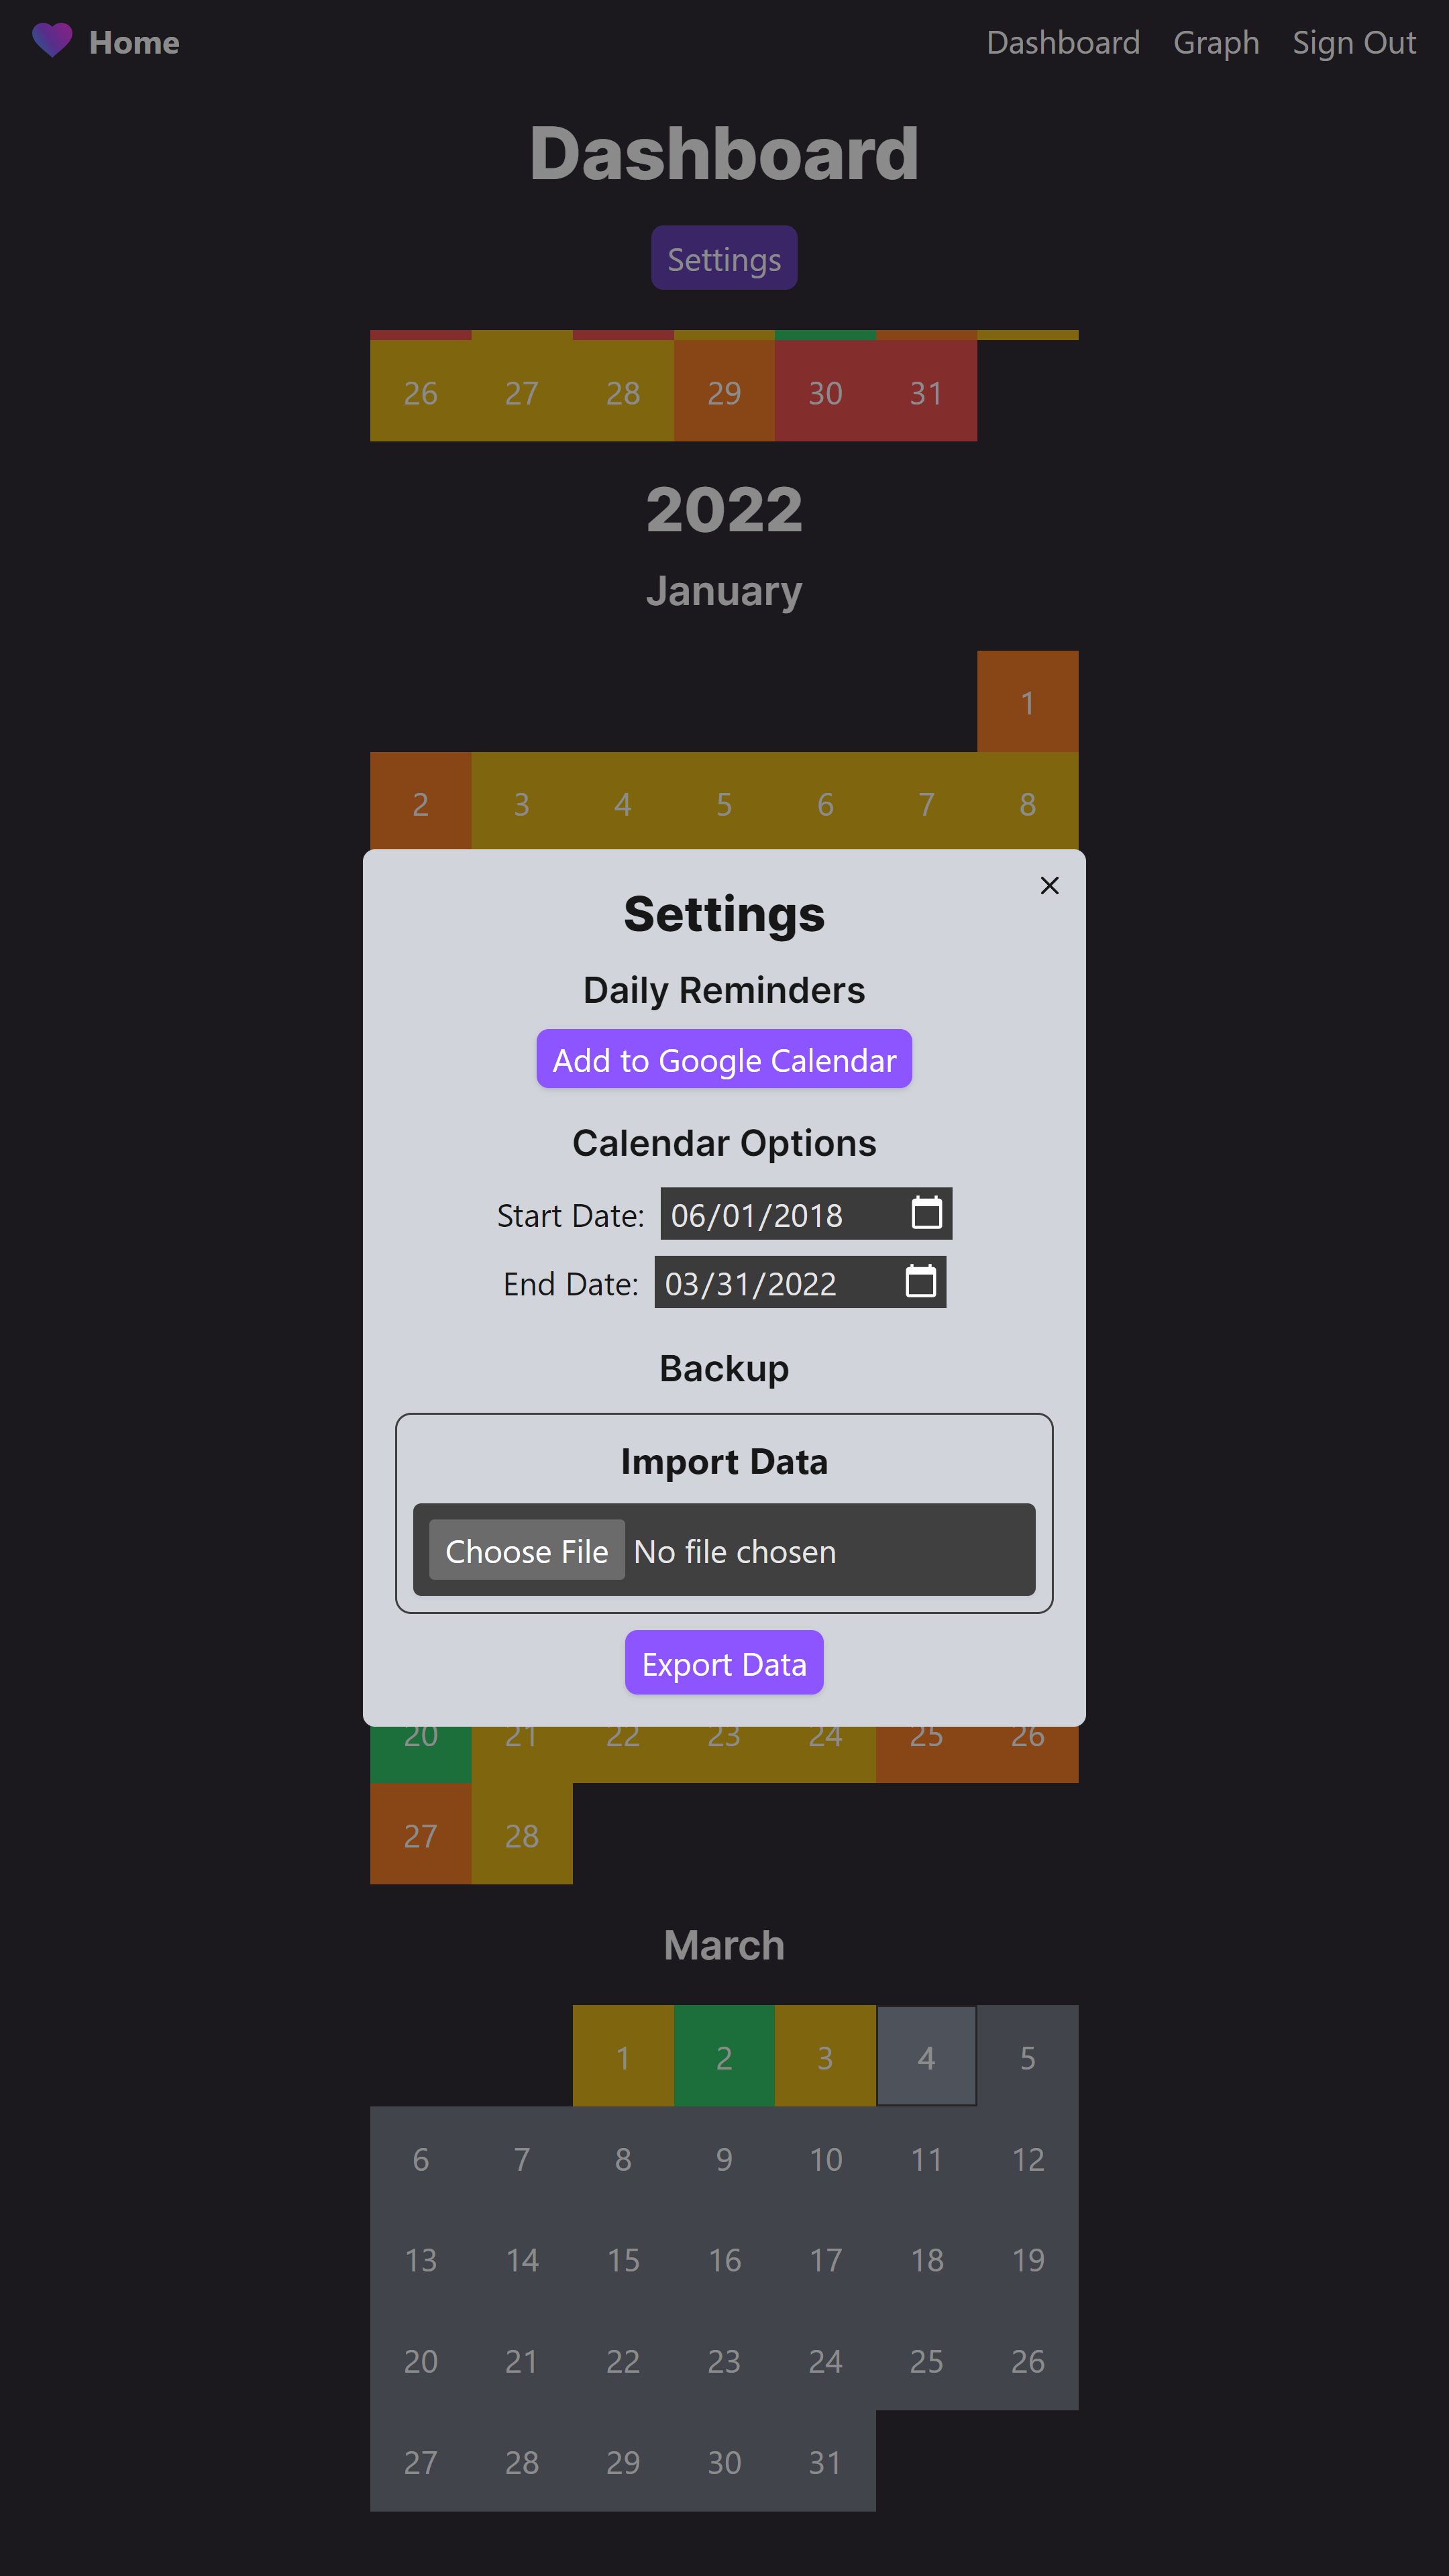 Home Dashboard Graph Sign Out
Dashboard
Settings
26 27 28 29 30 31
2022
January
1
2 3 4 5 6 7 8
Settings
Daily Reminders
Add to Google Calendar
Calendar Options
Start Date: 06/01/2018
End Date: 03/31/2022
Backup
Import Data
Choose File No file chosen
Export Data
20 21 22 23 24 25 26
27 28
March
1 2 3 4 5
6 7 8 9 10 11 12
13 14 15 16 17 18 19
20 21 22 23 24 25 26
27 28 29 30 31